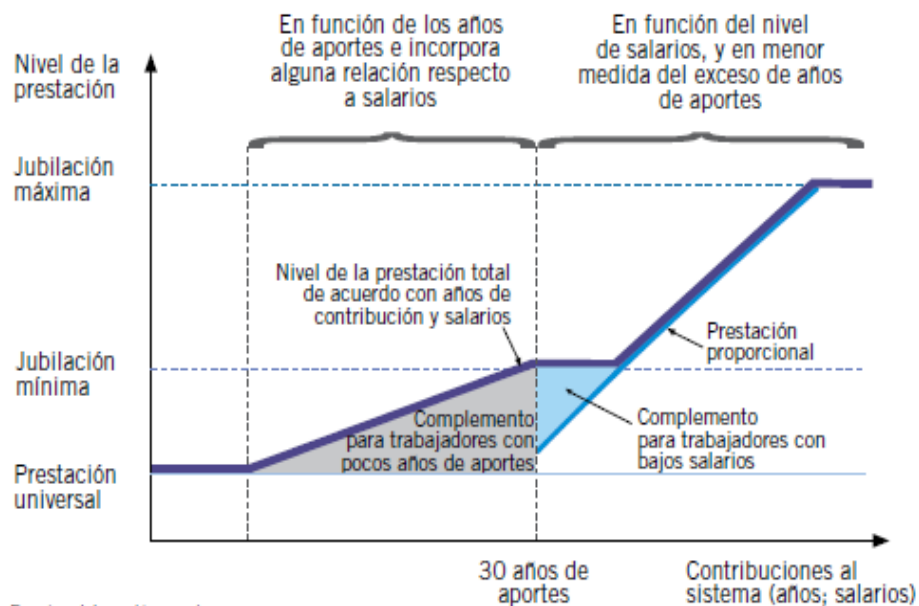 En función de los años
de aportes e incorpora
alguna relación respecto
a salarios
En función del nivel
de salarios, y en menor
medida del exceso de años
de aportes
Nivel de la
prestación
Jubilación
máxima
Nivel de la prestación total
de acuerdo con años de
contribución y salarios
Prestación
proporcional
Jubilación
mínima
Complemento
para trabajadores con
pocos años de aportes
Complemento
para trabajadores con
bajos salarios
Prestación
universal
30 años de
aportes
Contribuciones al
sistema (años; salarios)